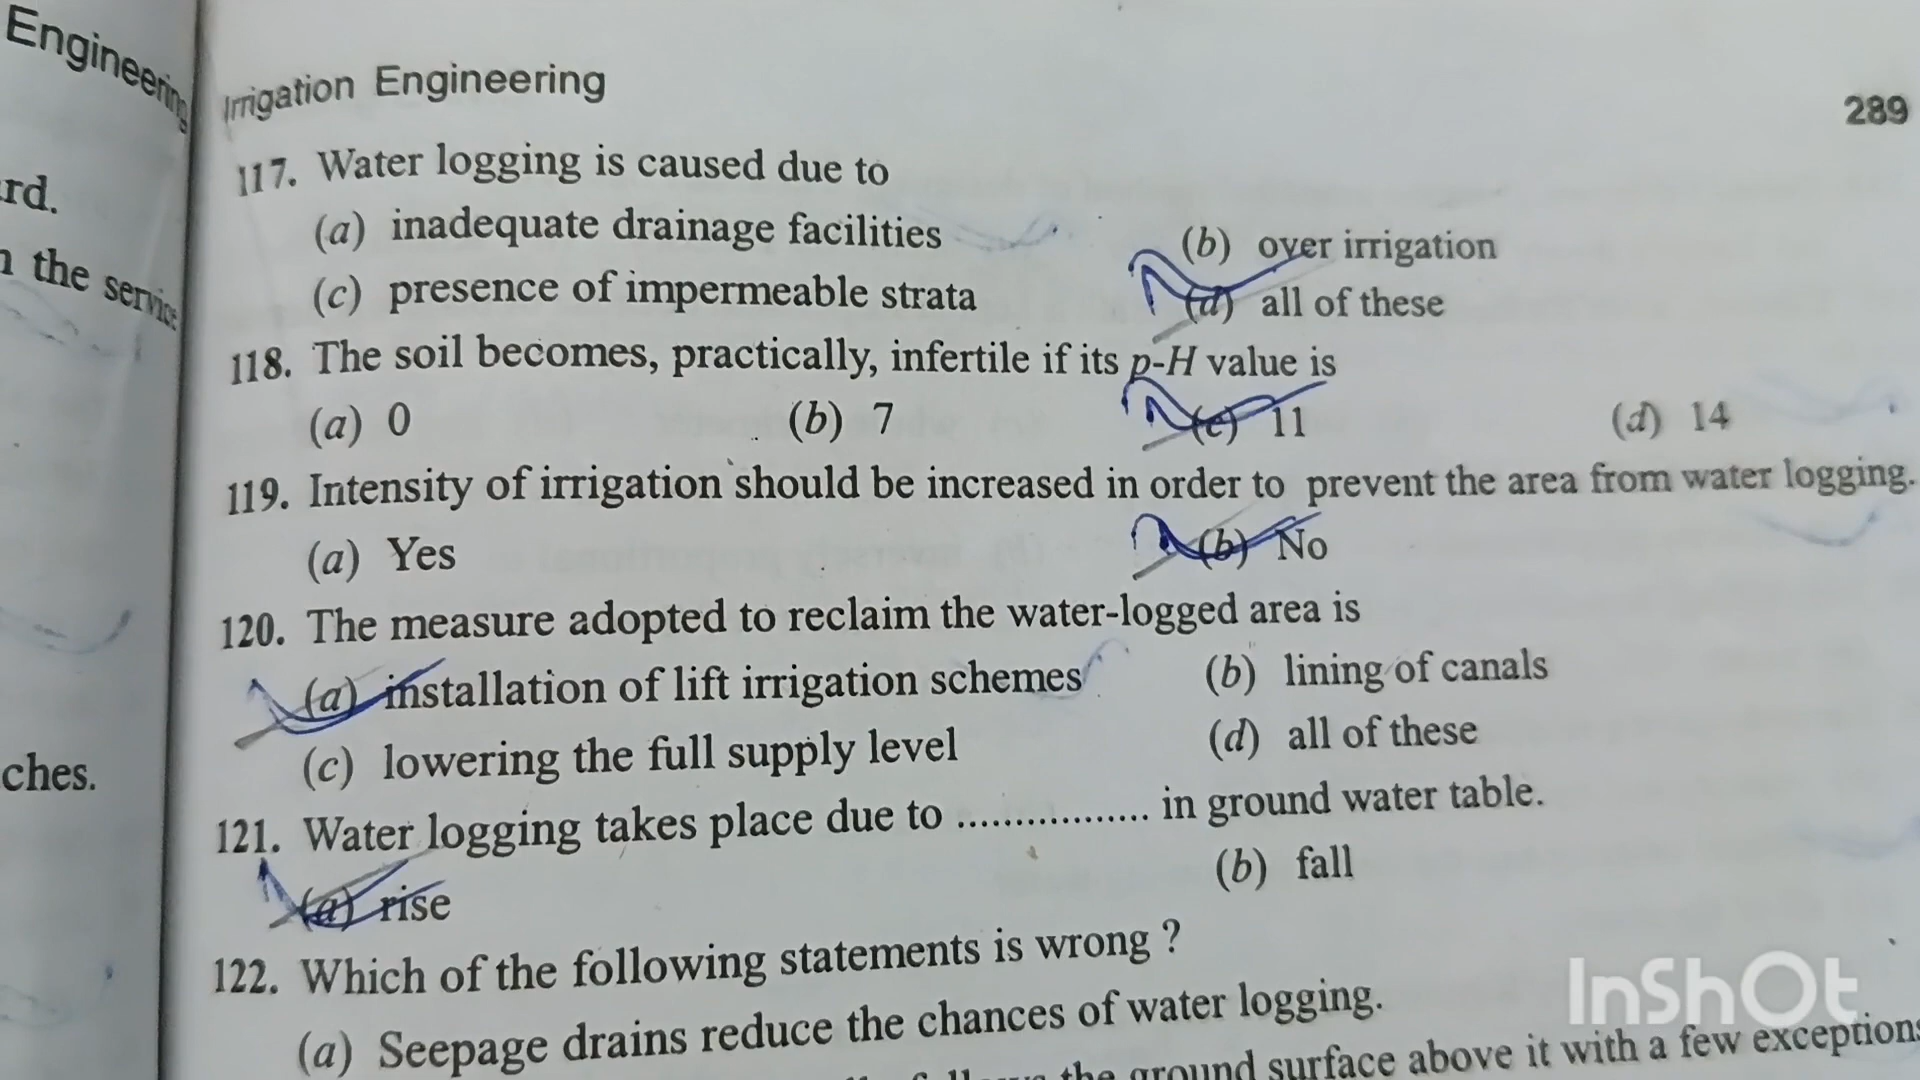 Engineering
rd.
the service
ches.
Irrigation Engineering
289
117. Water logging is caused due to
(a) inadequate drainage facilities (b) over irrigation
(c) presence of impermeable strata (d) all of these
118. The soil becomes, practically, infertile if its p-H value is
(a) 0 (b) 7 (c) 11 (d) 14
119. Intensity of irrigation should be increased in order to prevent the area from water logging.
(a) Yes (b) No
120. The measure adopted to reclaim the water-logged area is
(a) installation of lift irrigation schemes (b) lining of canals
(c) lowering the full supply level (d) all of these
121. Water logging takes place due to ................ in ground water table.
(a) rise (b) fall
122. Which of the following statements is wrong ?
(a) Seepage drains reduce the chances of water logging.
the ground surface above it with a few exceptions
InShOt